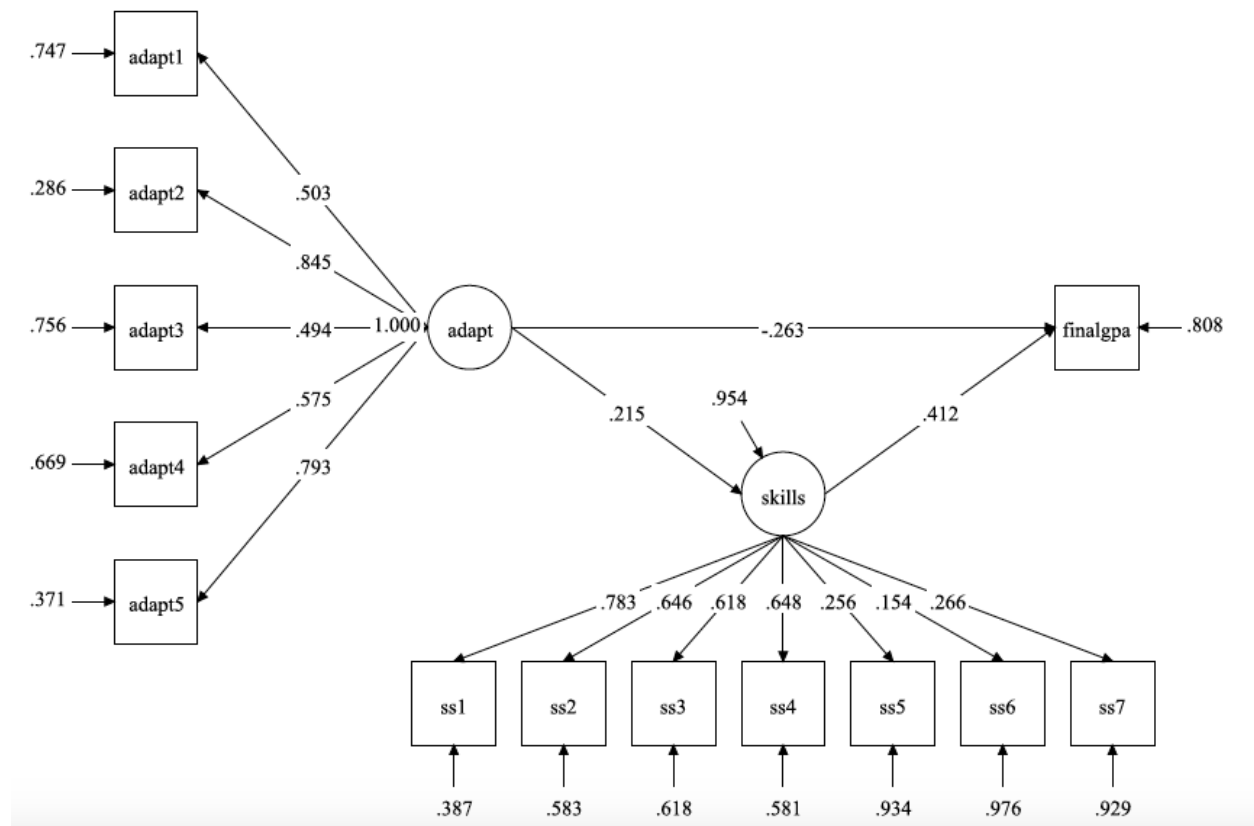 .747
adapt1
.503
.286
adapt2
.845
.756
adapt3
.494
1.000
adapt
-.263
finalgpa
.808
.575
.215
.954
.412
.669
adapt4
.793
skills
.371
adapt5
.783
.646
.618
.648
.256
.154
.266
ss1
ss2
ss3
ss4
ss5
ss6
ss7
.387
.583
.618
.581
.934
.976
.929